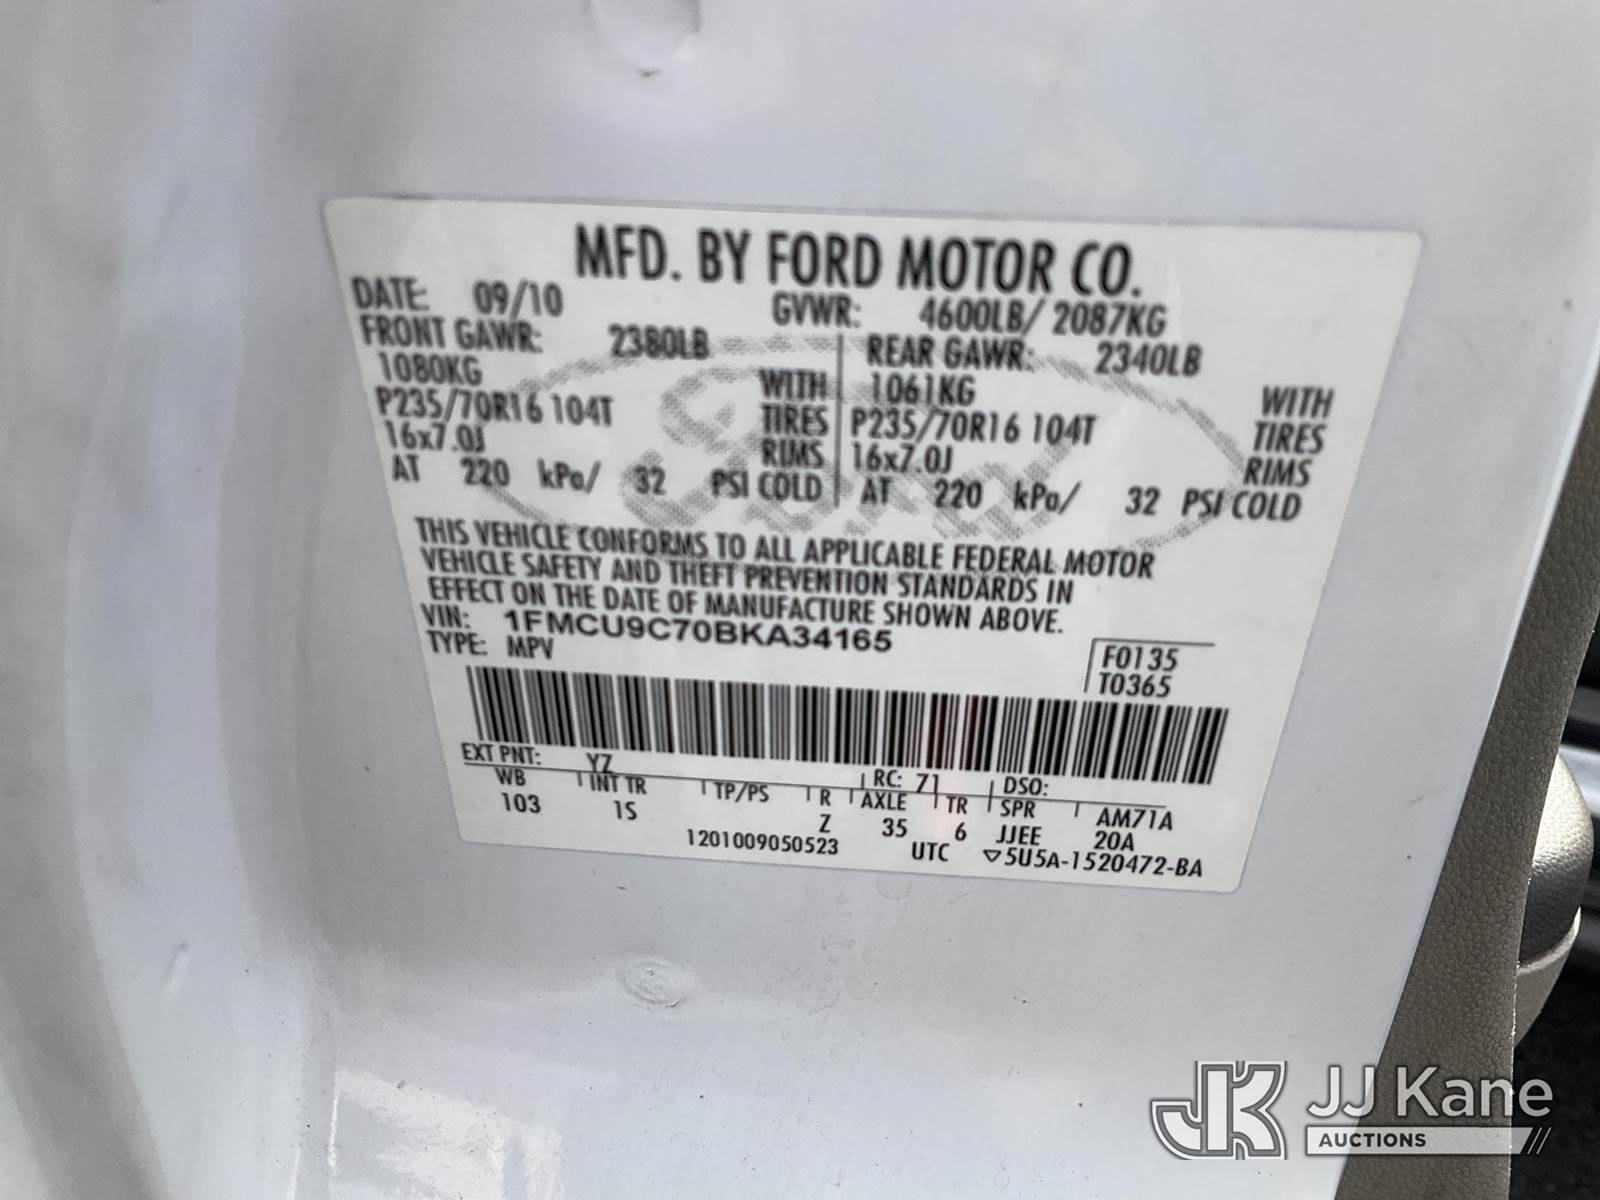 MFD. BY FORD MOTOR CO.
DATE: 09/10 GVWR: 4600LB/ 2087KG
FRONT GAWR: 2380LB REAR GAWR: 2340LB
1080KG WITH 1061KG WITH
P235/70R16 104T TIRES P235/70R16 104T TIRES
16x7.0J RIMS 16x7.0J RIMS
AT 220 kPa/ 32 PSI COLD AT 220 kPa/ 32 PSI COLD
THIS VEHICLE CONFORMS TO ALL APPLICABLE FEDERAL MOTOR
VEHICLE SAFETY AND THEFT PREVENTION STANDARDS IN
EFFECT ON THE DATE OF MANUFACTURE SHOWN ABOVE.
VIN: 1FMCU9C70BKA34165
TYPE: MPV
F0135
T0365
EXT PNT: YZ RC: 71 DSO:
WB INT TR TP/PS R AXLE TR SPR AM71A
103 1S Z 35 6 JJEE 20A
1201009050523 UTC ▽5U5A-1520472-BA
JK JJ Kane
AUCTIONS